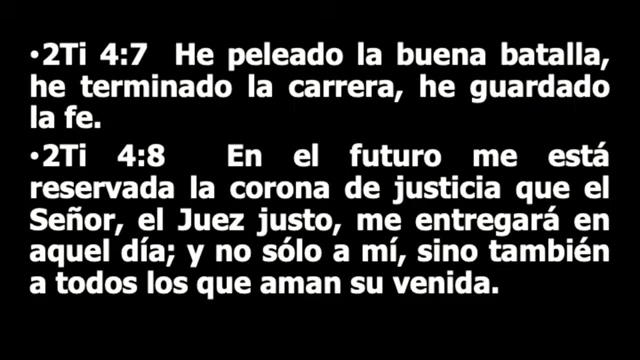 •2Ti 4:7 He peleado la buena batalla,
he terminado la carrera, he guardado
la fe.
•2Ti 4:8 En el futuro me está
reservada la corona de justicia que el
Señor, el Juez justo, me entregará en
aquel día; y no sólo a mí, sino también
a todos los que aman su venida.